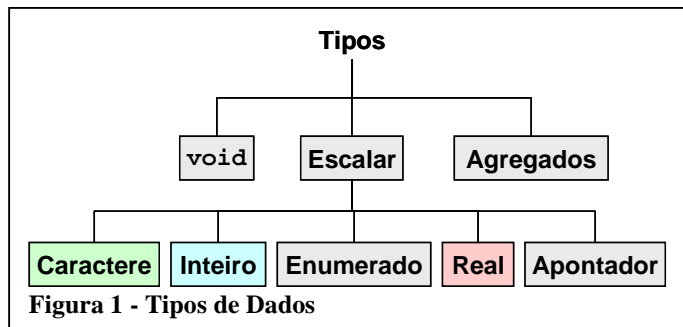 Tipos
void Escalar Agregados
Caractere Inteiro Enumerado Real Apontador
Figura 1 - Tipos de Dados